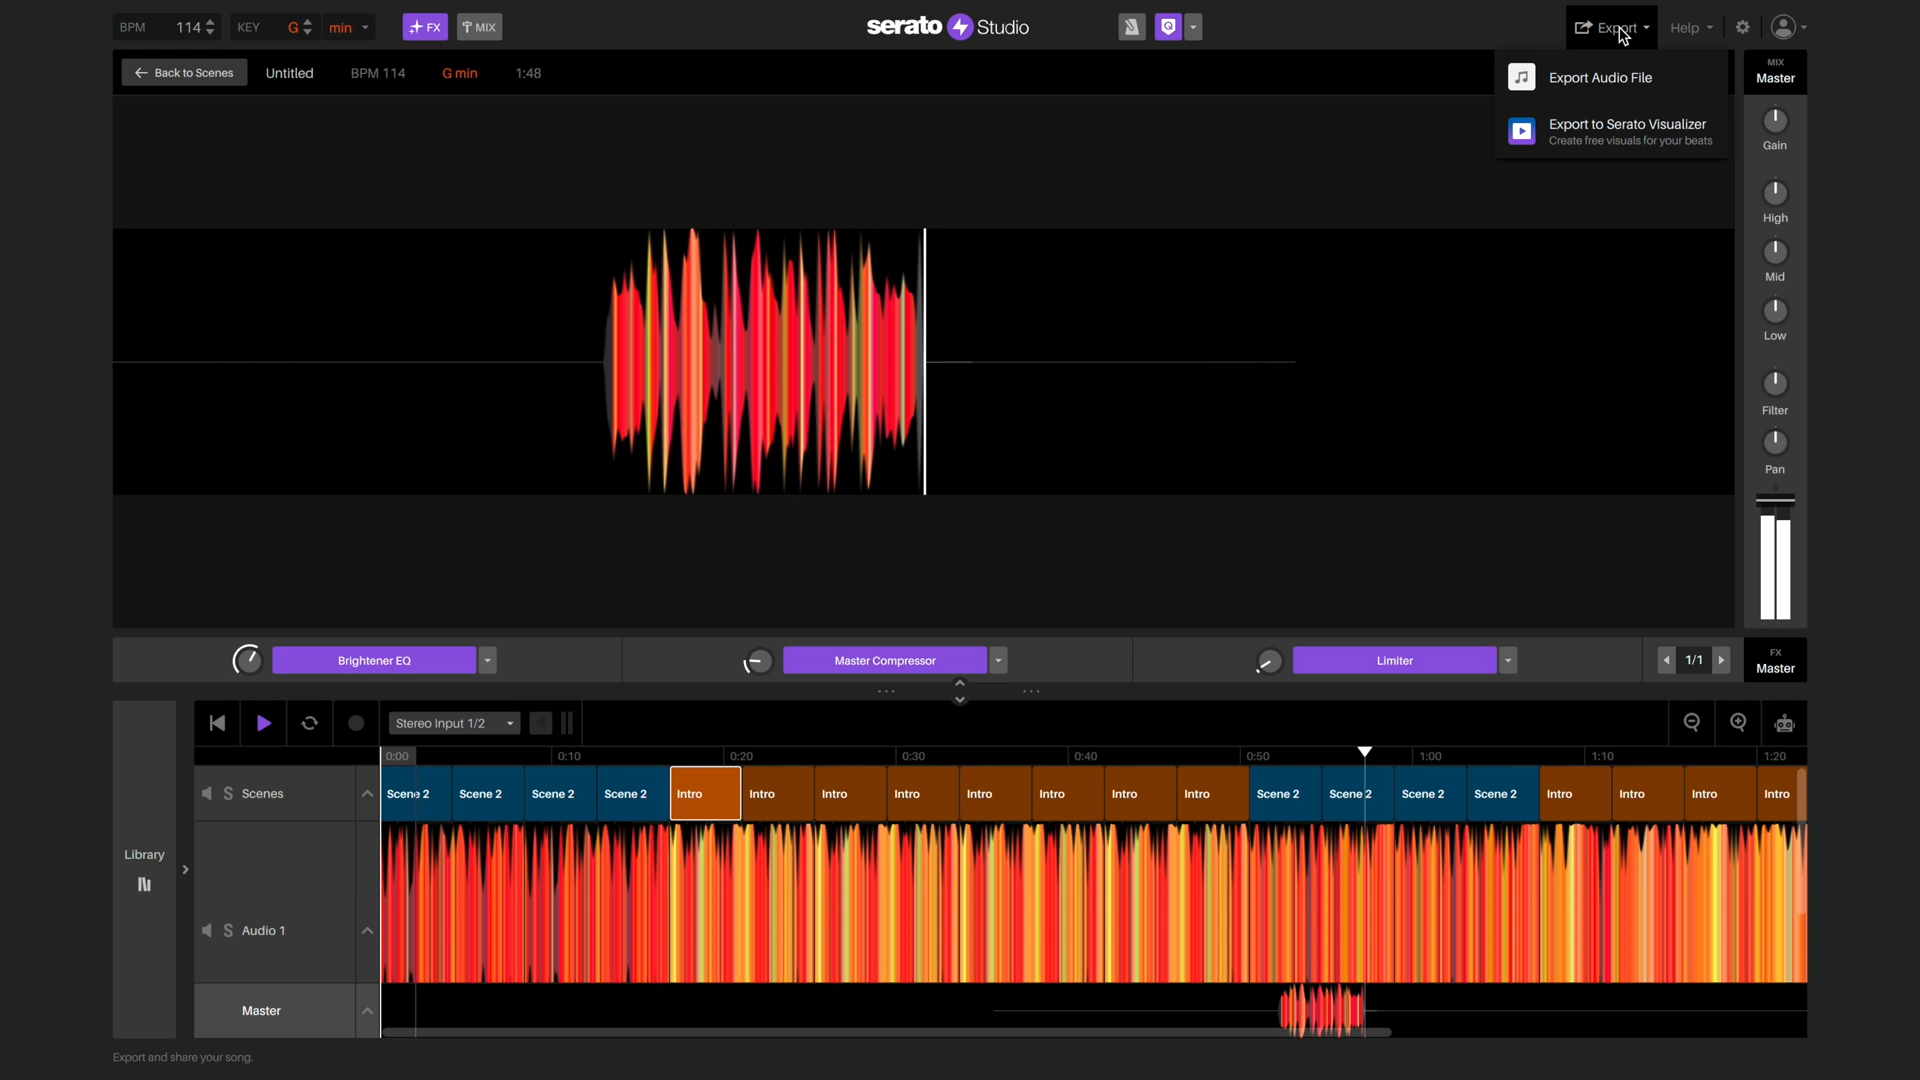 BPM 114 KEY G min FX MIX serato Studio Export Help
Back to Scenes Untitled BPM 114 G min 1:48
Export Audio File
Export to Serato Visualizer
Create free visuals for your beats
MIX
Master
Gain
High
Mid
Low
Filter
Pan
Brightener EQ Master Compressor Limiter 1/1
FX
Master
Stereo Input 1/2
0:00 0:10 0:20 0:30 0:40 0:50 1:00 1:10 1:20
S Scenes Scene 2 Scene 2 Scene 2 Scene 2 Intro Intro Intro Intro Intro Intro Intro Intro Scene 2 Scene 2 Scene 2 Scene 2 Intro Intro Intro Intro
Library
S Audio 1
Master
Export and share your song.